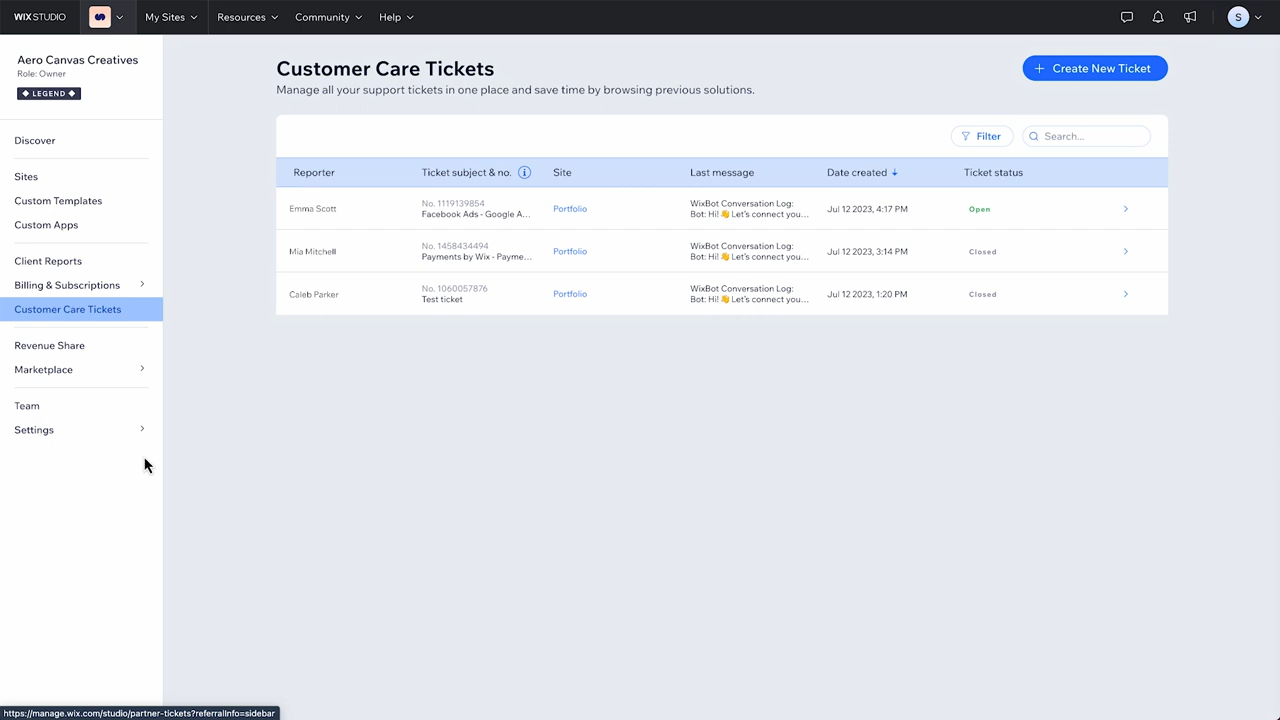 WIX STUDIO
My Sites
Resources
Community
Help
S
Aero Canvas Creatives
Role: Owner
LEGEND
Discover
Sites
Custom Templates
Custom Apps
Client Reports
Billing & Subscriptions
Customer Care Tickets
Revenue Share
Marketplace
Team
Settings
Customer Care Tickets
Manage all your support tickets in one place and save time by browsing previous solutions.
+ Create New Ticket
Filter
Search...
Reporter
Ticket subject & no.
Site
Last message
Date created
Ticket status
Emma Scott
No. 1119139854
Facebook Ads - Google A...
Portfolio
WixBot Conversation Log:
Bot: Hi! 👋 Let's connect you...
Jul 12 2023, 4:17 PM
Open
Mia Mitchell
No. 1458434494
Payments by Wix - Payme...
Portfolio
WixBot Conversation Log:
Bot: Hi! 👋 Let's connect you...
Jul 12 2023, 3:14 PM
Closed
Caleb Parker
No. 1060057876
Test ticket
Portfolio
WixBot Conversation Log:
Bot: Hi! 👋 Let's connect you...
Jul 12 2023, 1:20 PM
Closed
https://manage.wix.com/studio/partner-tickets?referralInfo=sidebar